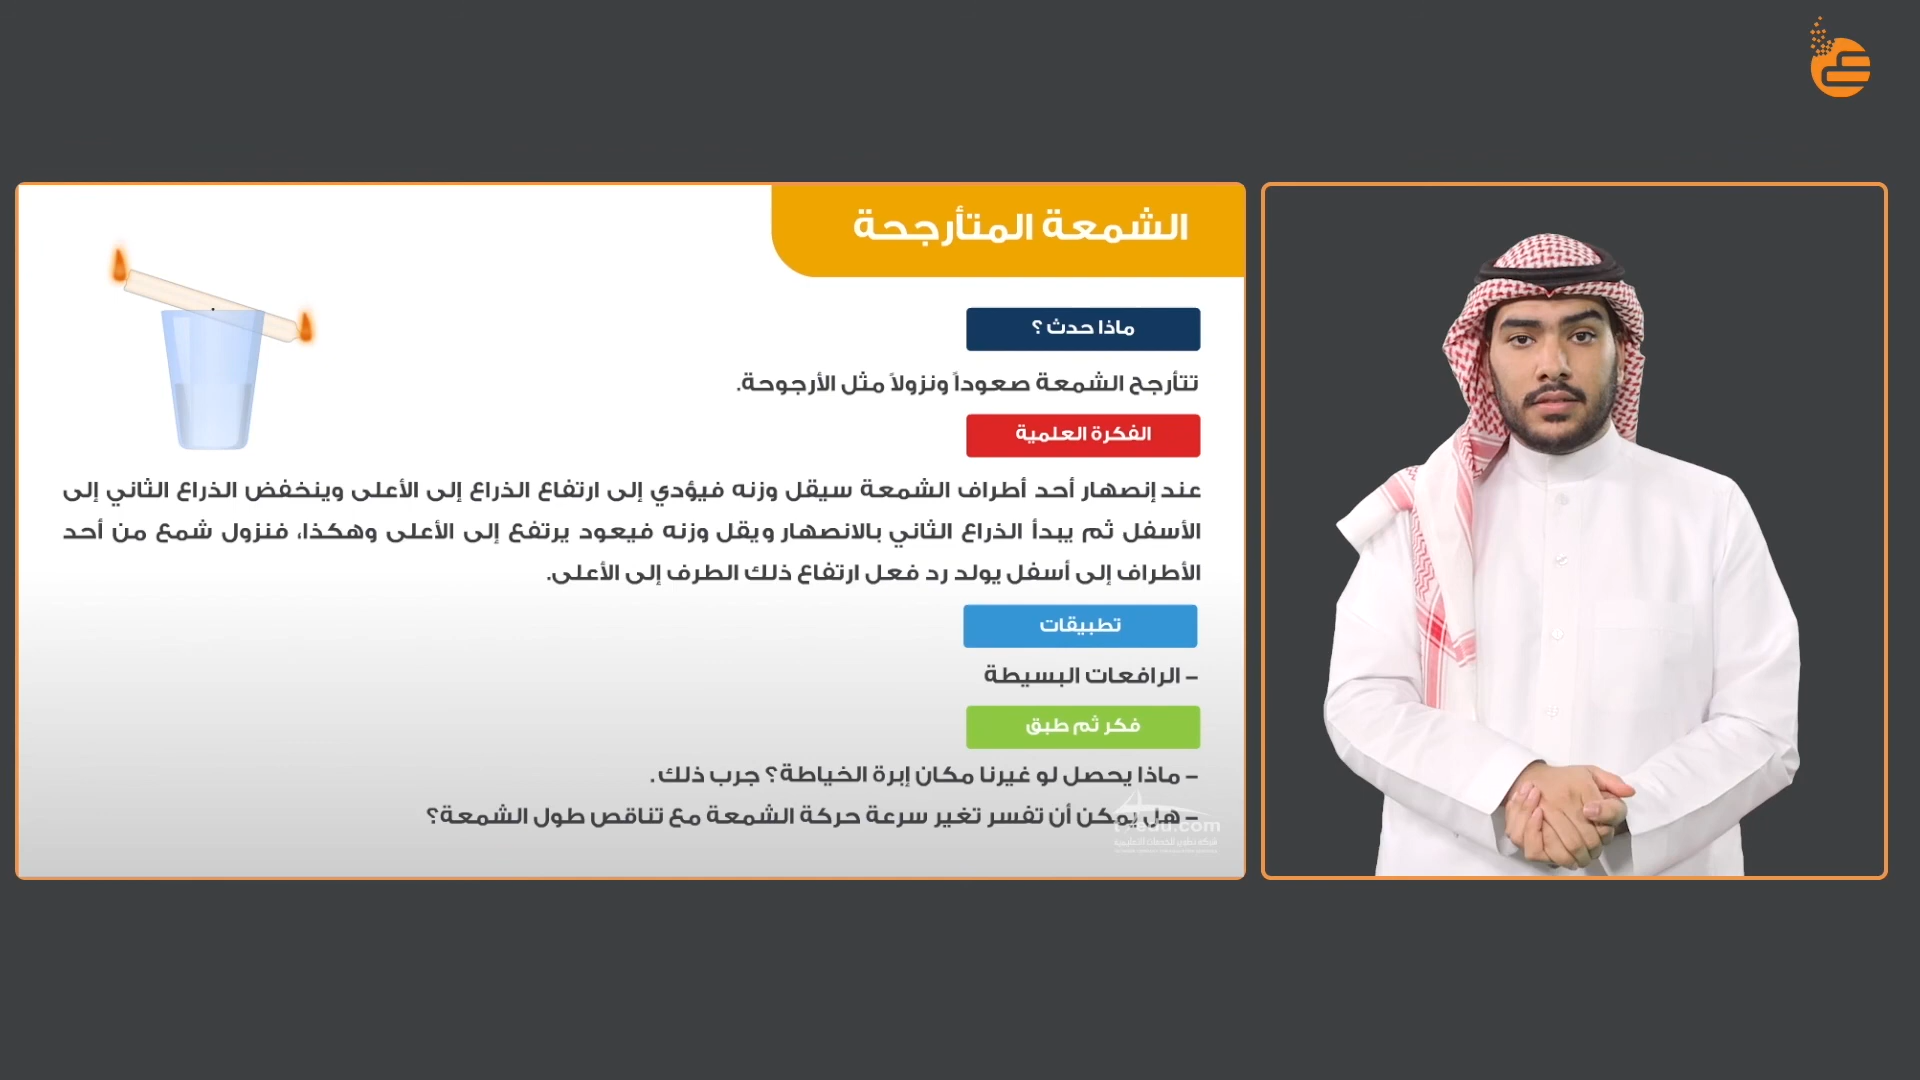 الشمعة المتأرجحة
ماذا حدث ؟
تتأرجح الشمعة صعوداً ونزولاً مثل الأرجوحة.
الفكرة العلمية
عند إنصهار أحد أطراف الشمعة سيقل وزنه فيؤدي إلى ارتفاع الذراع إلى الأعلى وينخفض الذراع الثاني إلى
الأسفل ثم يبدأ الذراع الثاني بالانصهار ويقل وزنه فيعود يرتفع إلى الأعلى وهكذا، فنزول شمع من أحد
الأطراف إلى أسفل يولد رد فعل ارتفاع ذلك الطرف إلى الأعلى.
تطبيقات
– الرافعات البسيطة
فكر ثم طبق
– ماذا يحصل لو غيرنا مكان إبرة الخياطة؟ جرب ذلك.
– هل يمكن أن تفسر تغير سرعة حركة الشمعة مع تناقص طول الشمعة؟